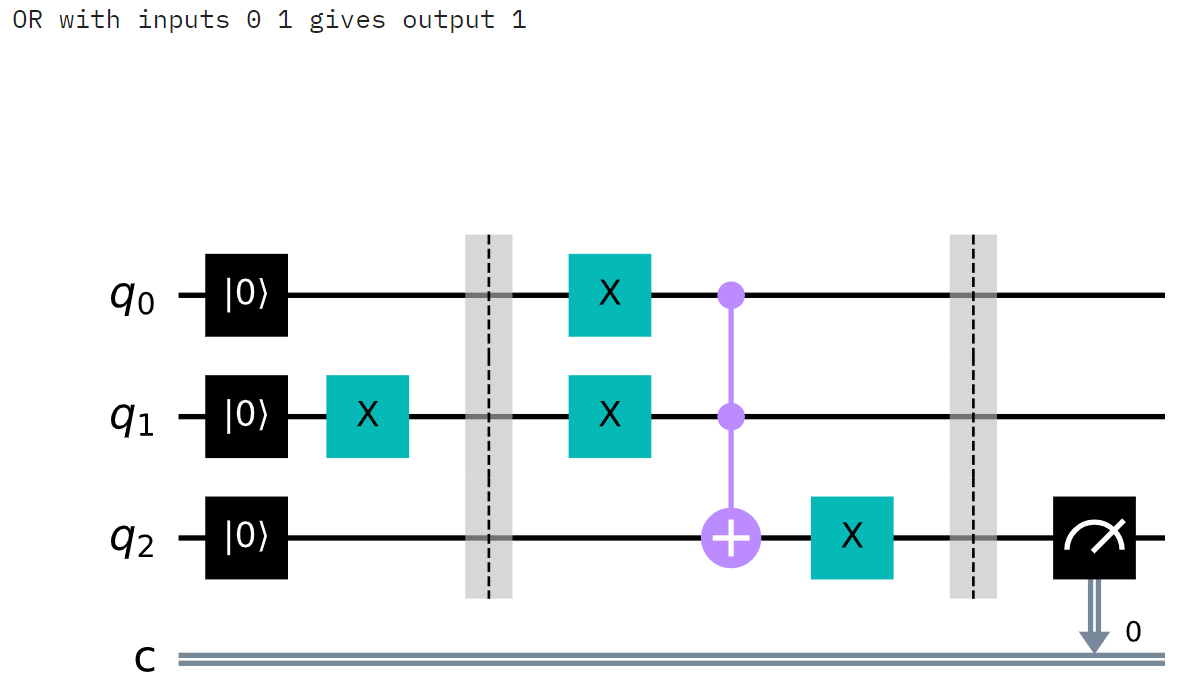 OR with inputs 0 1 gives output 1
q0 |0⟩ X
q1 |0⟩ X X
q2 |0⟩ X
0
c